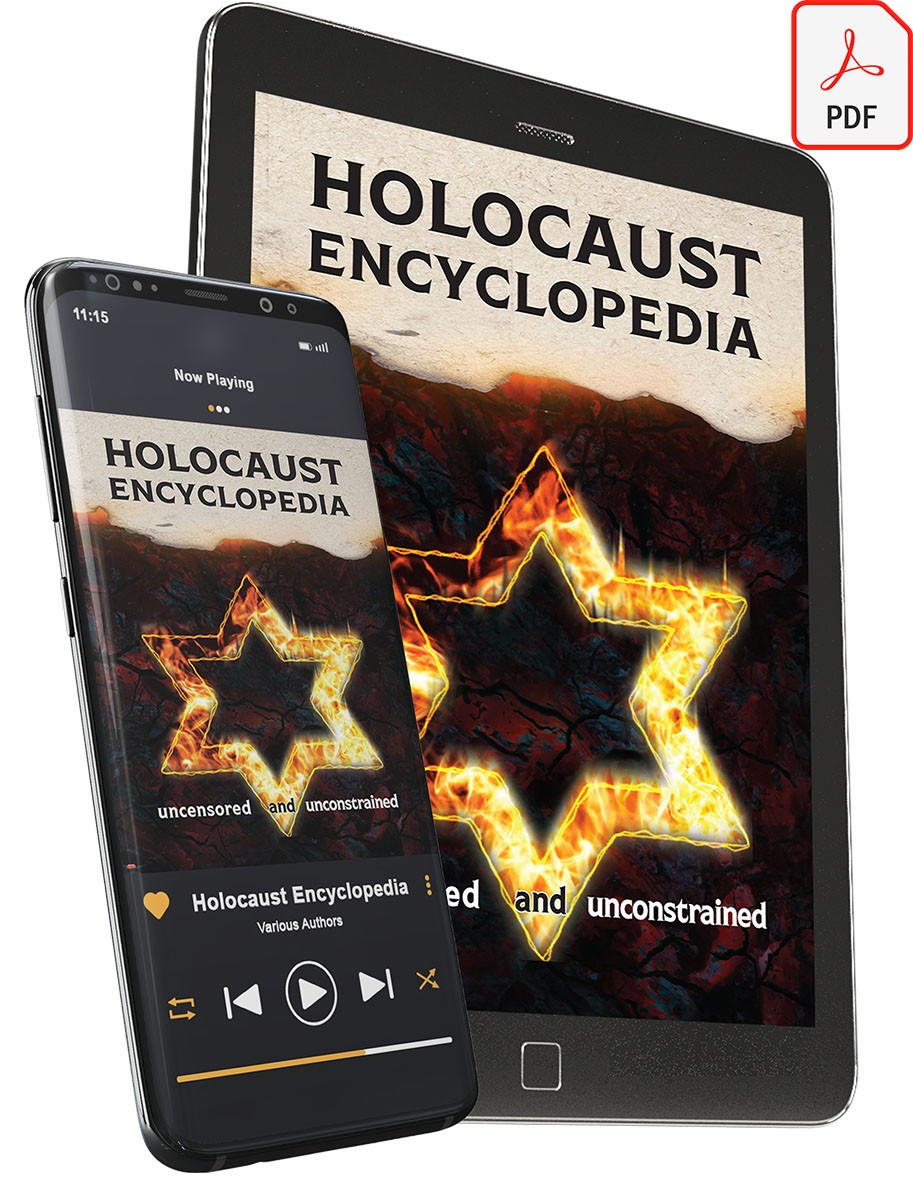 PDF
HOLOCAUST
ENCYCLOPEDIA
ed and unconstrained
11:15
Now Playing
HOLOCAUST
ENCYCLOPEDIA
uncensored and unconstrained
Holocaust Encyclopedia
Various Authors